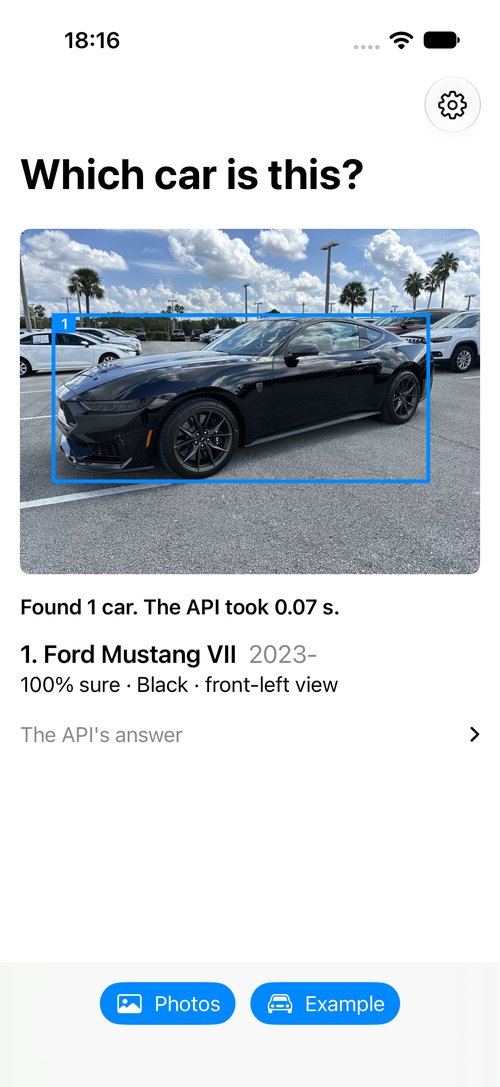 18:16
Which car is this?
1
Found 1 car. The API took 0.07 s.
1. Ford Mustang VII 2023-
100% sure · Black · front-left view
The API's answer
Photos
Example